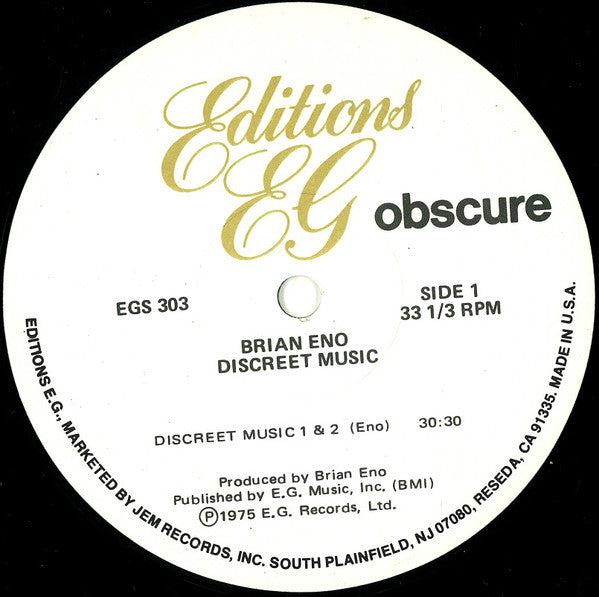 Editions
EG obscure
EGS 303
SIDE 1
33 1/3 RPM
BRIAN ENO
DISCREET MUSIC
DISCREET MUSIC 1 & 2 (Eno) 30:30
Produced by Brian Eno
Published by E.G. Music, Inc. (BMI)
Ⓟ1975 E.G. Records, Ltd.
EDITIONS E.G., MARKETED BY JEM RECORDS, INC. SOUTH PLAINFIELD, NJ 07080, RESEDA, CA 91335. MADE IN U.S.A.